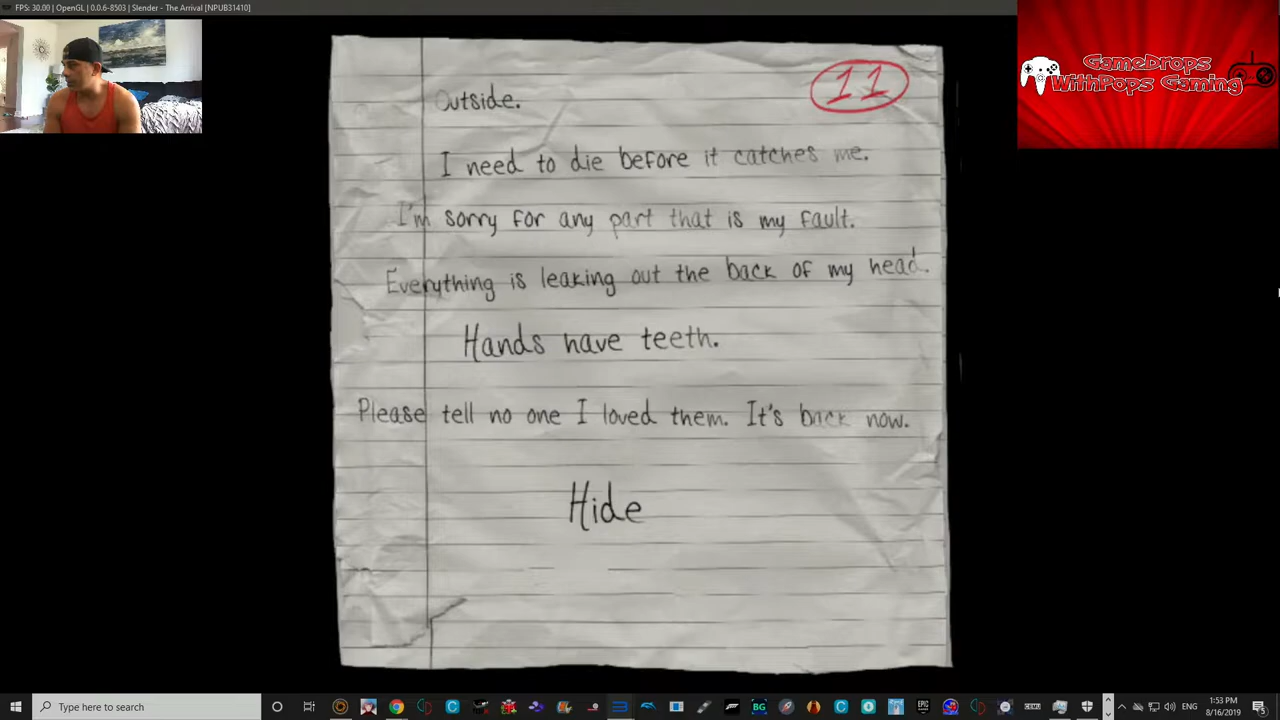 FPS: 30.00 | OpenGL | 0.0.6-8503 | Slender - The Arrival [NPUB31410]
GameDrops
WithPops Gaming
11
Outside.
I need to die before it catches me.
I'm sorry for any part that is my fault.
Everything is leaking out the back of my head.
Hands have teeth.
Please tell no one I loved them. It's back now.
Hide
Type here to search
BG
EPIC
ENG
1:53 PM
8/16/2019